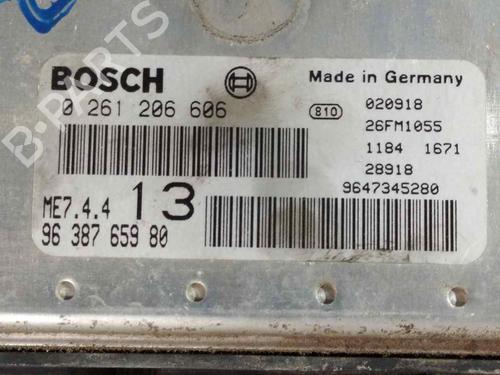 BOSCH
Made in Germany
0 261 206 606
810
020918
26FM1055
1184 1671
28918
9647345280
ME7.4.4 13
96 387 659 80
B-PARTS